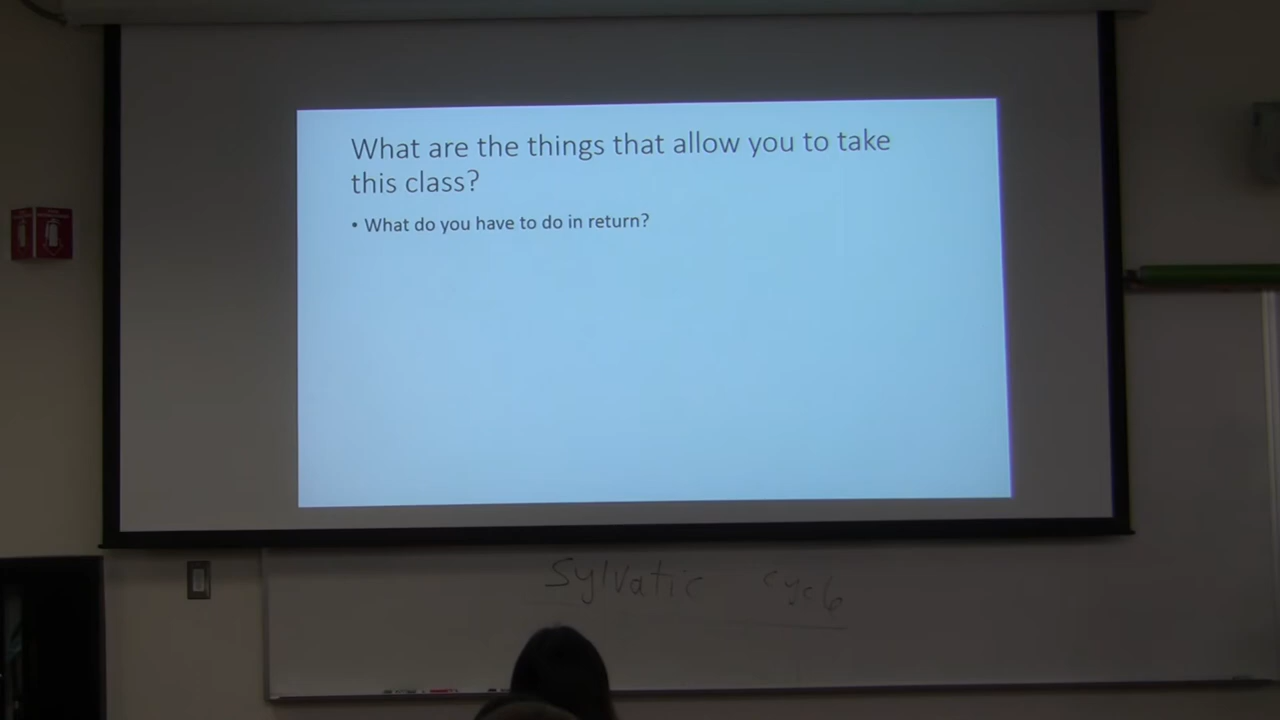 What are the things that allow you to take
this class?
• What do you have to do in return?
Sylvatic cycle